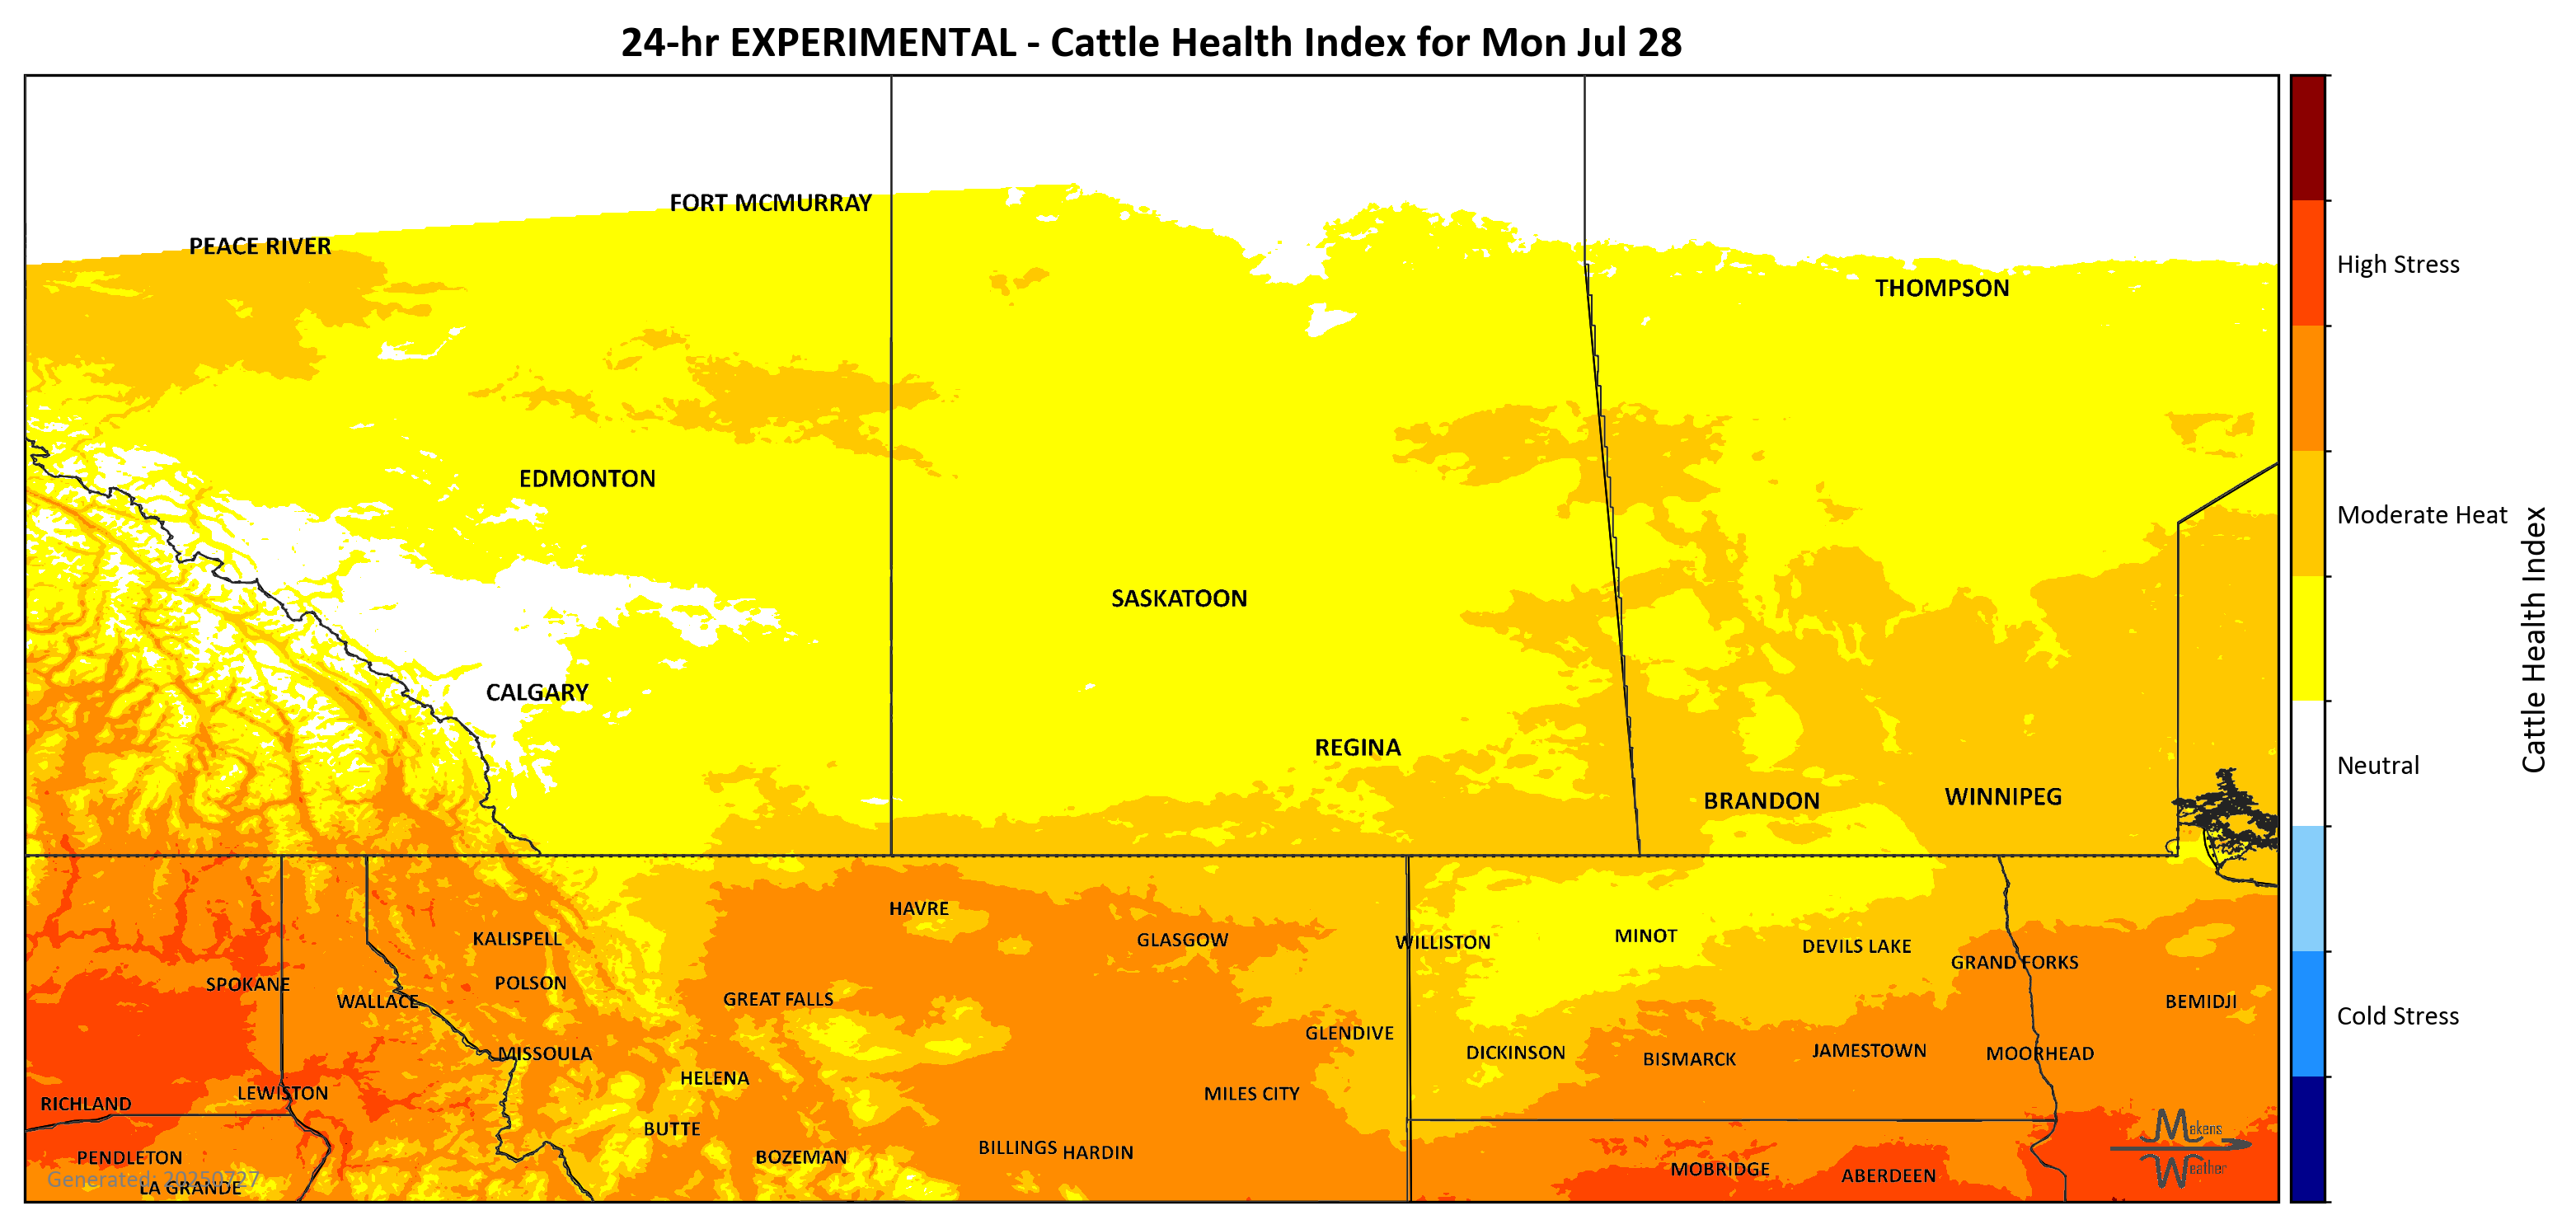 24-hr EXPERIMENTAL - Cattle Health Index for Mon Jul 28
FORT MCMURRAY
PEACE RIVER
THOMPSON
High Stress
EDMONTON
Moderate Heat
SASKATOON
Cattle Health Index
CALGARY
REGINA
Neutral
BRANDON
WINNIPEG
HAVRE
KALISPELL
GLASGOW
WILLISTON
MINOT
DEVILS LAKE
GRAND FORKS
SPOKANE
POLSON
WALLACE
GREAT FALLS
BEMIDJI
Cold Stress
GLENDIVE
MISSOULA
DICKINSON
BISMARCK
JAMESTOWN
MOORHEAD
HELENA
LEWISTON
MILES CITY
RICHLAND
BUTTE
Makens
Weather
PENDLETON
BOZEMAN
BILLINGS
HARDIN
MOBRIDGE
ABERDEEN
Generated: 20250727
LA GRANDE